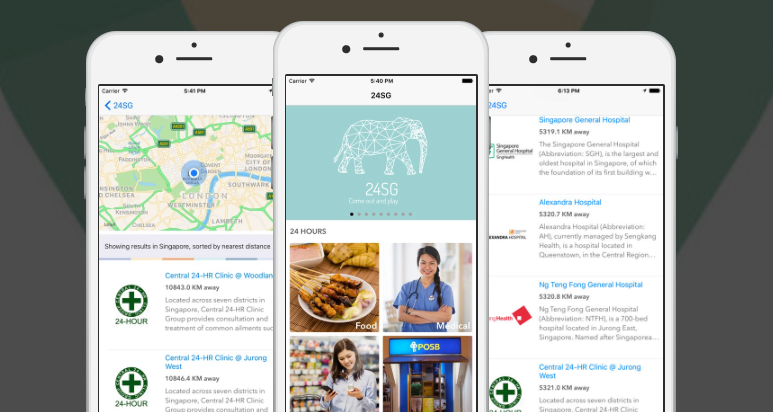 Carrier
5:41 PM
24SG
COVENT
GARDEN
LONDON
SOUTHWARK
WESTMINSTER
LAMBETH
Showing results in Singapore, sorted by nearest distance
Central 24-HR Clinic @ Woodlan
10843.0 KM away
Located across seven districts in
Singapore, Central 24-HR Clinic
Group provides consultation and
treatment of common ailments suc
24-HOUR
Central 24-HR Clinic @ Jurong
West
10846.4 KM away
Located across seven districts in
Singapore, Central 24-HR Clinic
Group provides consultation and
24-HOUR
Carrier
5:40 PM
24SG
24SG
Come out and play
24 HOURS
Food
Medical
POSB
6:13 PM
24SG
Singapore General Hospital
5319.1 KM away
The Singapore General Hospital
(Abbreviation: SGH), is the largest and
oldest hospital in Singapore, of which
the foundation of its first building w...
Singapore
General Hospital
SingHealth
Alexandra Hospital
5320.7 KM away
Alexandra Hospital (Abbreviation:
AH), currently managed by Sengkang
Health, is a hospital located in
Queenstown, in the Central Region...
ALEXANDRA HOSPITAL
Ng Teng Fong General Hospital
5320.8 KM away
Ng Teng Fong General Hospital
(Abbreviation: NTFH), is a 700-bed
hospital located in Jurong East,
Singapore. Named after Singaporea...
ngHealth
Central 24-HR Clinic @ Jurong
West
5321.0 KM away
Located across seven districts in
Singapore, Central 24-HR Clinic
24-HOUR